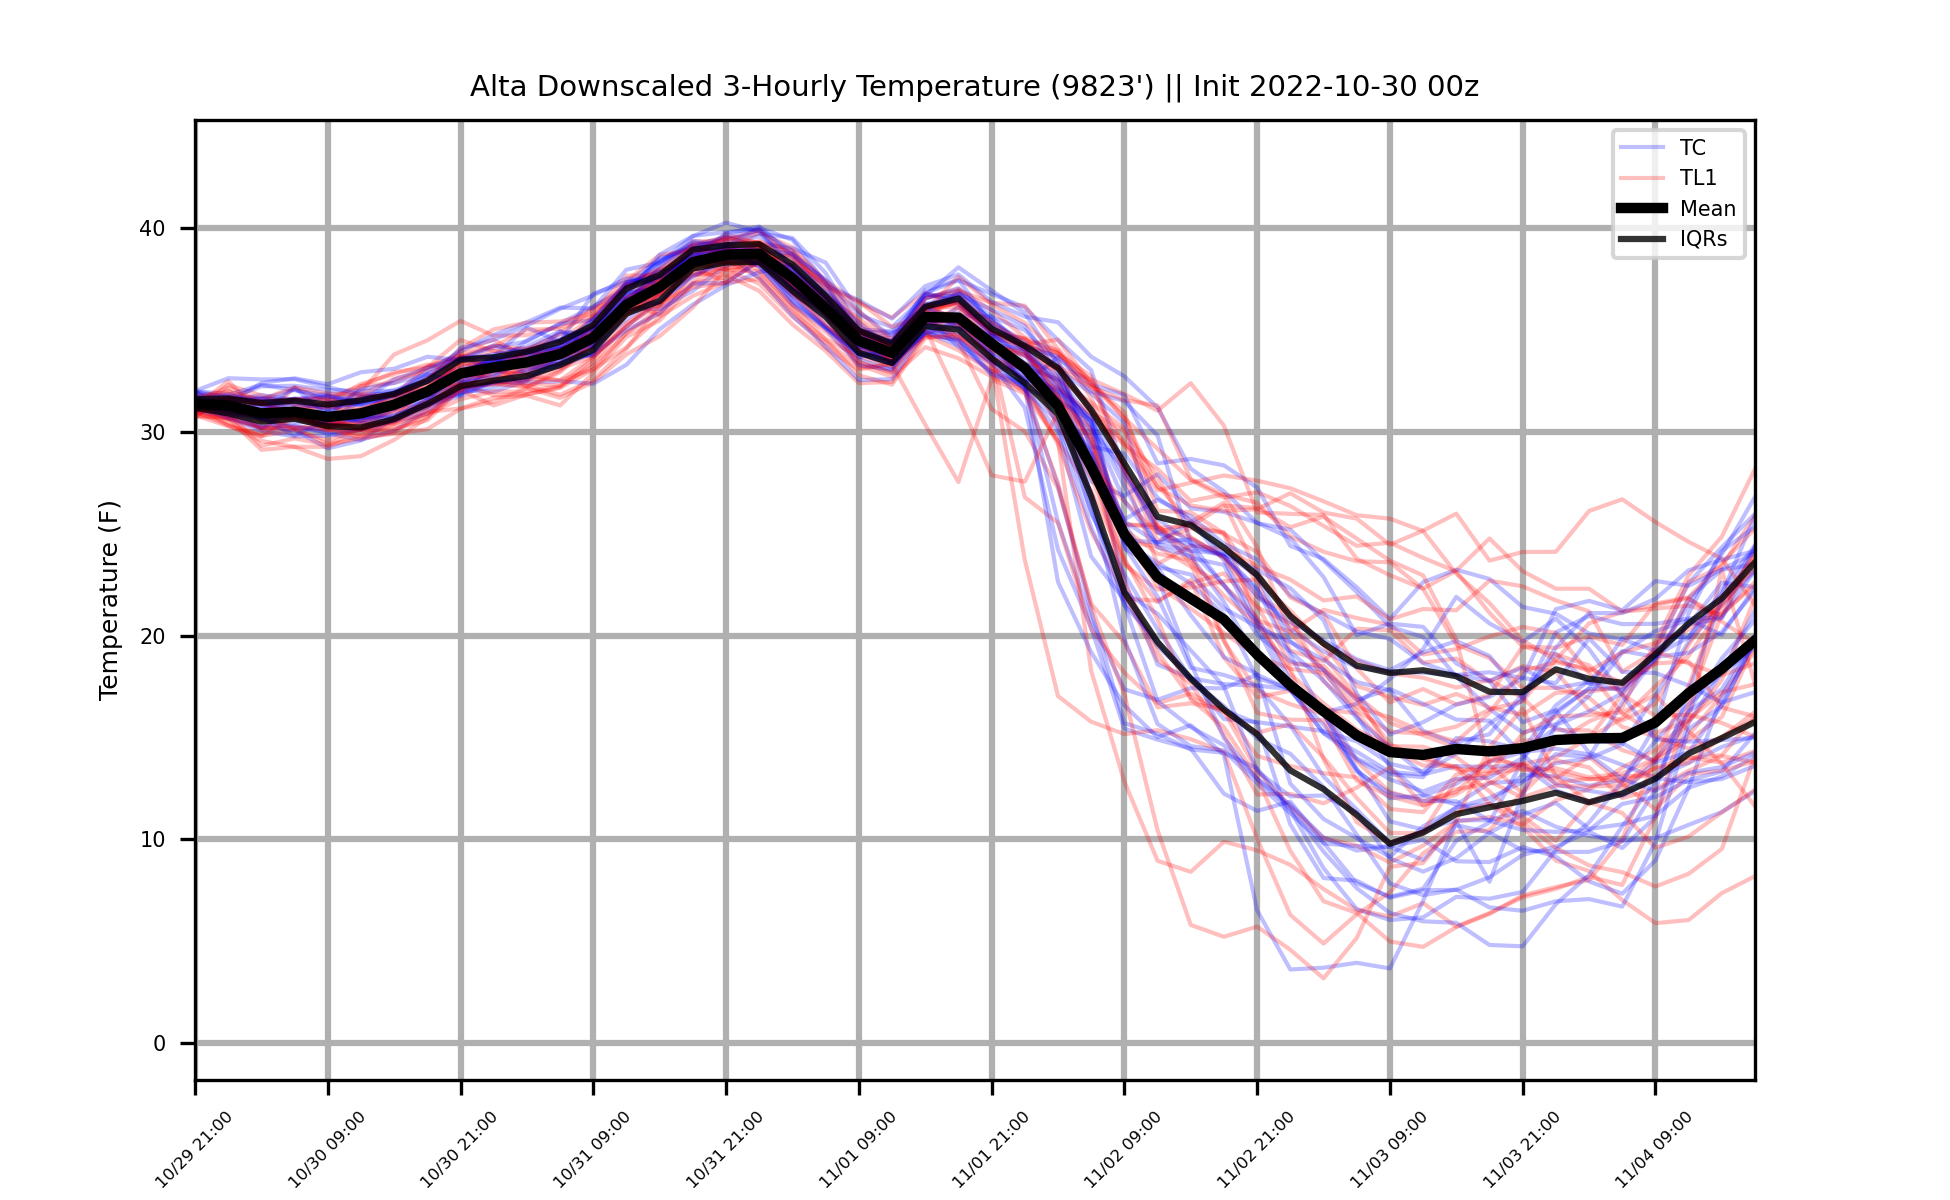 Alta Downscaled 3-Hourly Temperature (9823') || Init 2022-10-30 00z
TC
TL1
Mean
IQRs
Temperature (F)
40
30
20
10
0
10/29 21:00
10/30 09:00
10/30 21:00
10/31 09:00
10/31 21:00
11/01 09:00
11/01 21:00
11/02 09:00
11/02 21:00
11/03 09:00
11/03 21:00
11/04 09:00